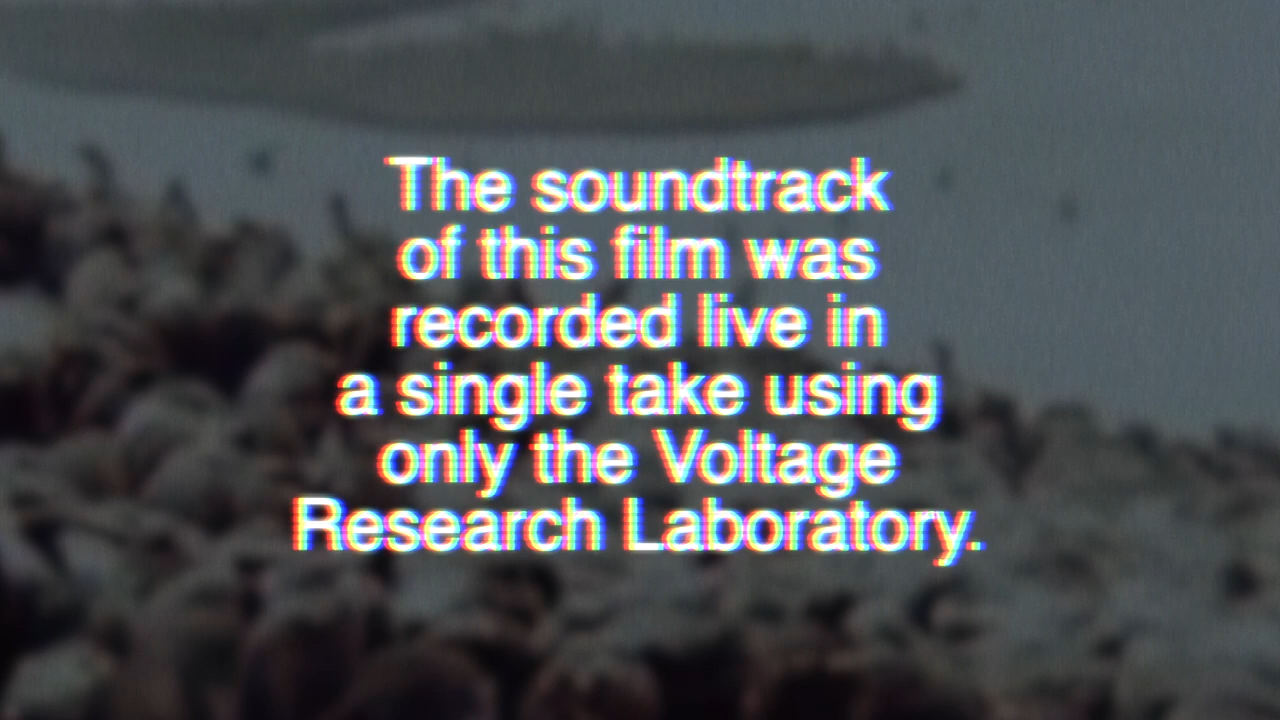 The soundtrack
of this film was
recorded live in
a single take using
only the Voltage
Research Laboratory.